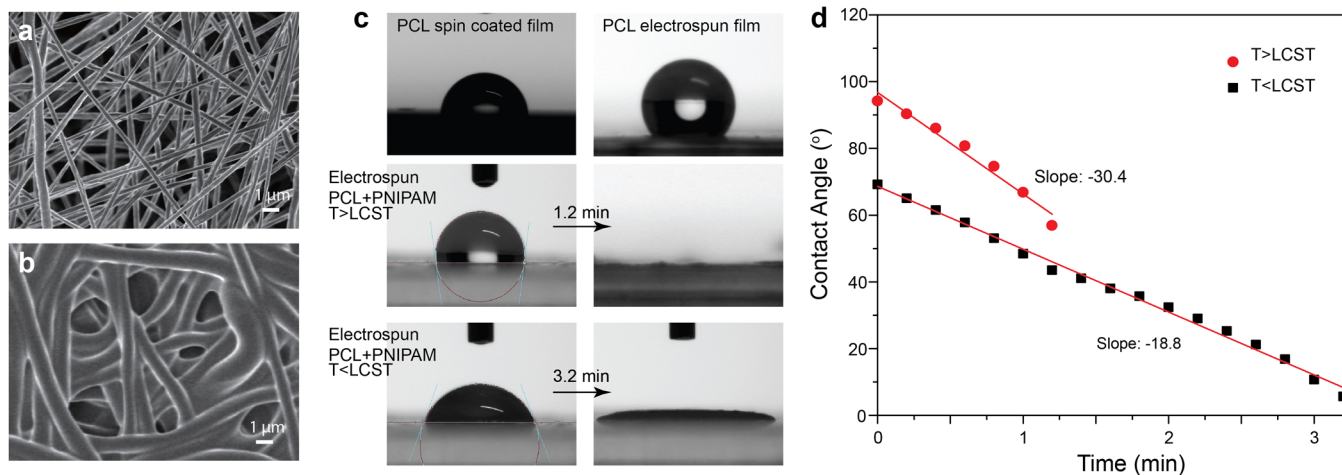 a
1 μm
b
1 μm
c
PCL spin coated film
PCL electrospun film
Electrospun
PCL+PNIPAM
T>LCST
1.2 min
Electrospun
PCL+PNIPAM
T<LCST
3.2 min
d
120
100
80
60
40
20
0
Contact Angle (º)
T>LCST
T<LCST
Slope: -30.4
Slope: -18.8
0
1
2
3
Time (min)